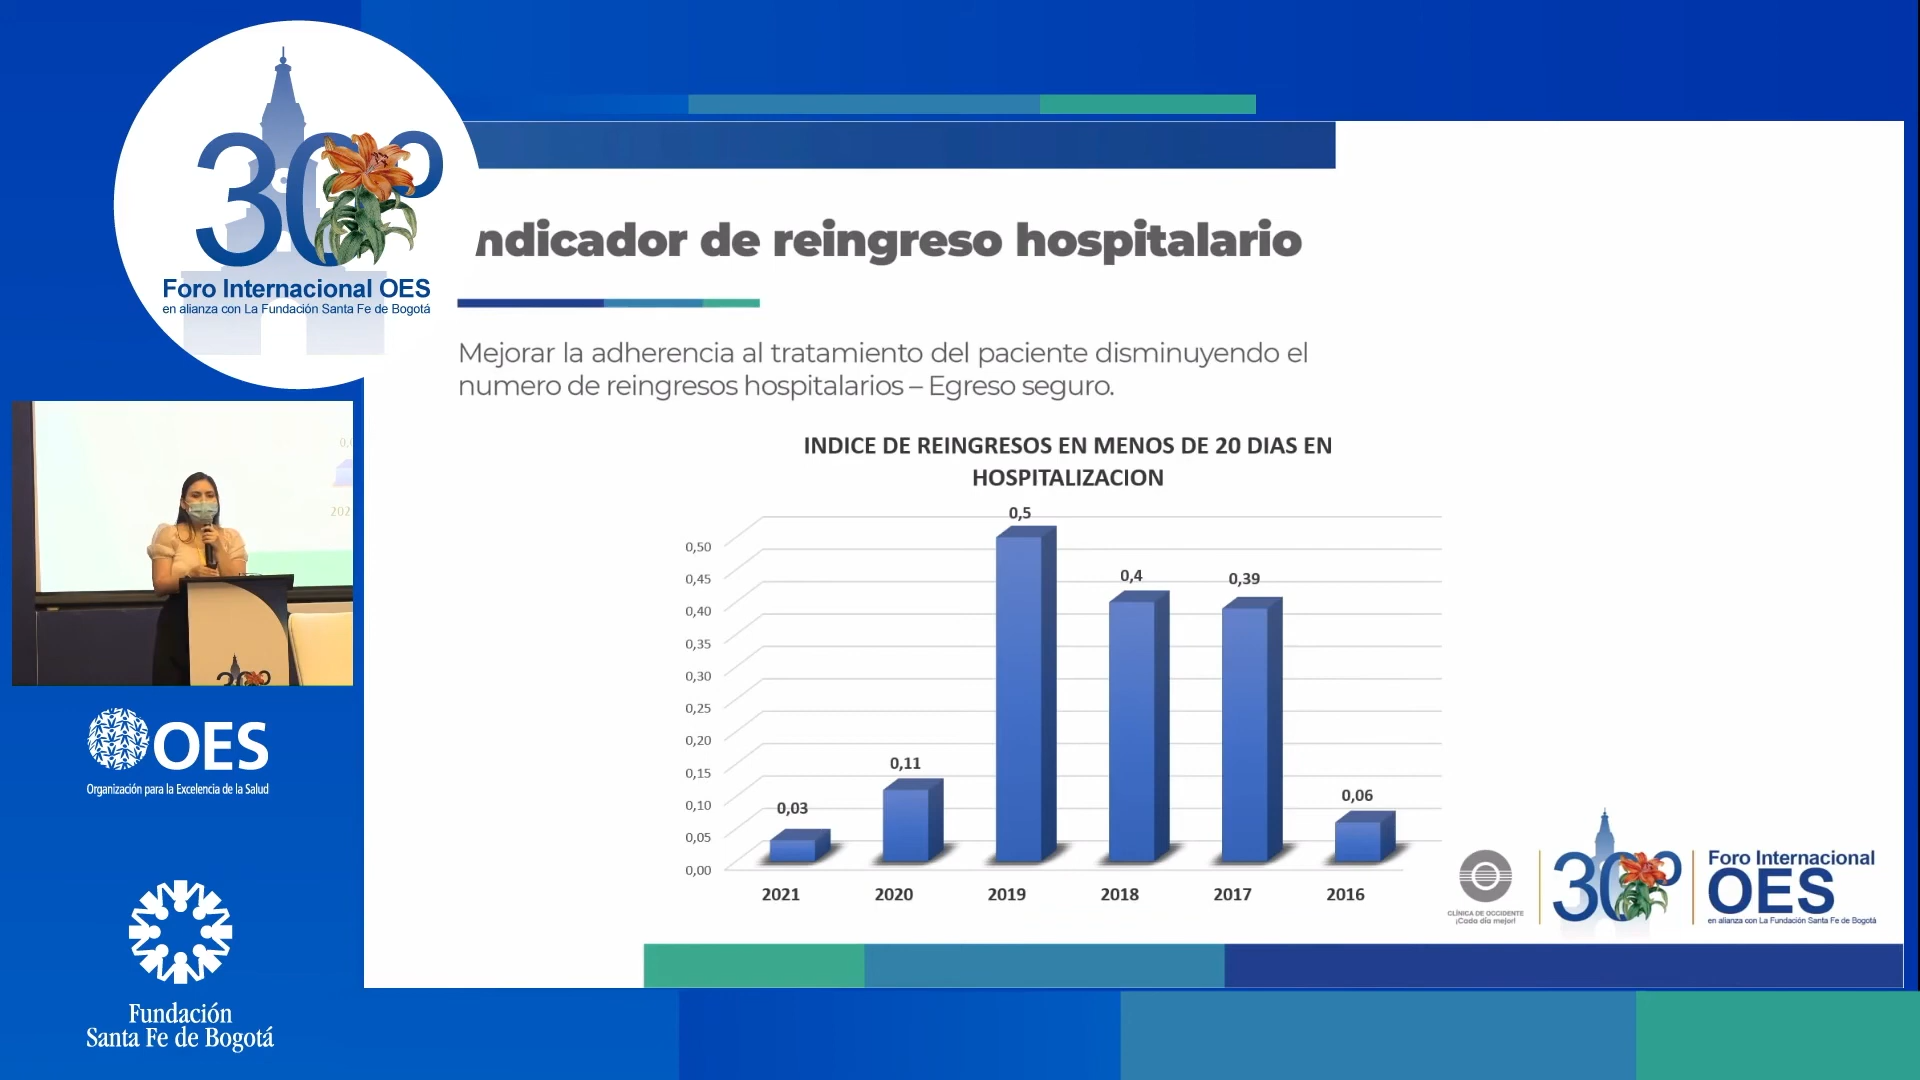 30º
Foro Internacional OES
en alianza con La Fundación Santa Fe de Bogotá
ndicador de reingreso hospitalario
Mejorar la adherencia al tratamiento del paciente disminuyendo el
numero de reingresos hospitalarios – Egreso seguro.
INDICE DE REINGRESOS EN MENOS DE 20 DIAS EN
HOSPITALIZACION
0,50
0,45
0,40
0,35
0,30
0,25
0,20
0,15
0,10
0,05
0,00
0,03
0,11
0,5
0,4
0,39
0,06
2021
2020
2019
2018
2017
2016
CLÍNICA DE OCCIDENTE
¡Cada día mejor!
30º
Foro Internacional
OES
en alianza con La Fundación Santa Fe de Bogotá
202
30º
OES
Organización para la Excelencia de la Salud
Fundación
Santa Fe de Bogotá